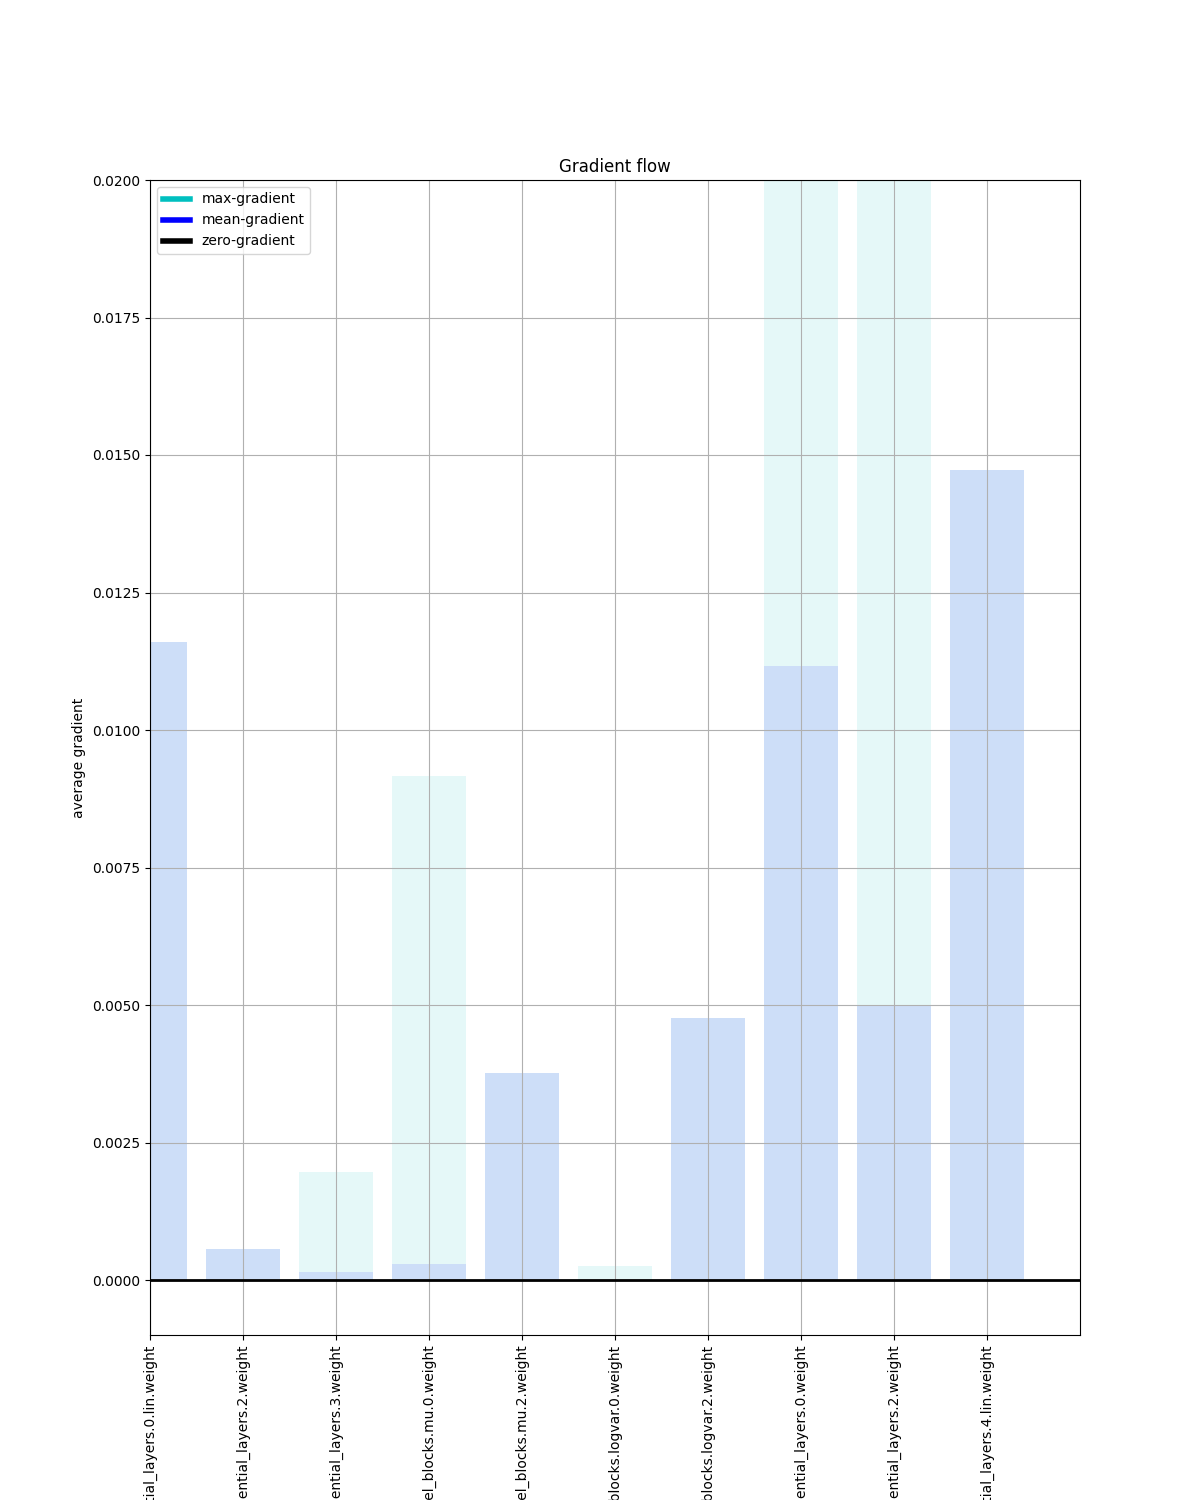 Gradient flow
max-gradient
mean-gradient
zero-gradient
0.0200
0.0175
0.0150
0.0125
0.0100
0.0075
0.0050
0.0025
0.0000
average gradient
tial_layers.0.lin.weight
ential_layers.2.weight
ential_layers.3.weight
el_blocks.mu.0.weight
el_blocks.mu.2.weight
blocks.logvar.0.weight
blocks.logvar.2.weight
ential_layers.0.weight
ential_layers.2.weight
tial_layers.4.lin.weight